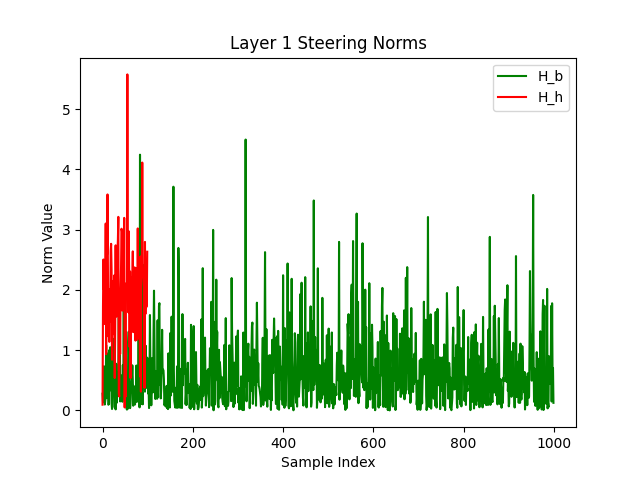 Layer 1 Steering Norms
H_b
H_h
Norm Value
5
4
3
2
1
0
0 200 400 600 800 1000
Sample Index